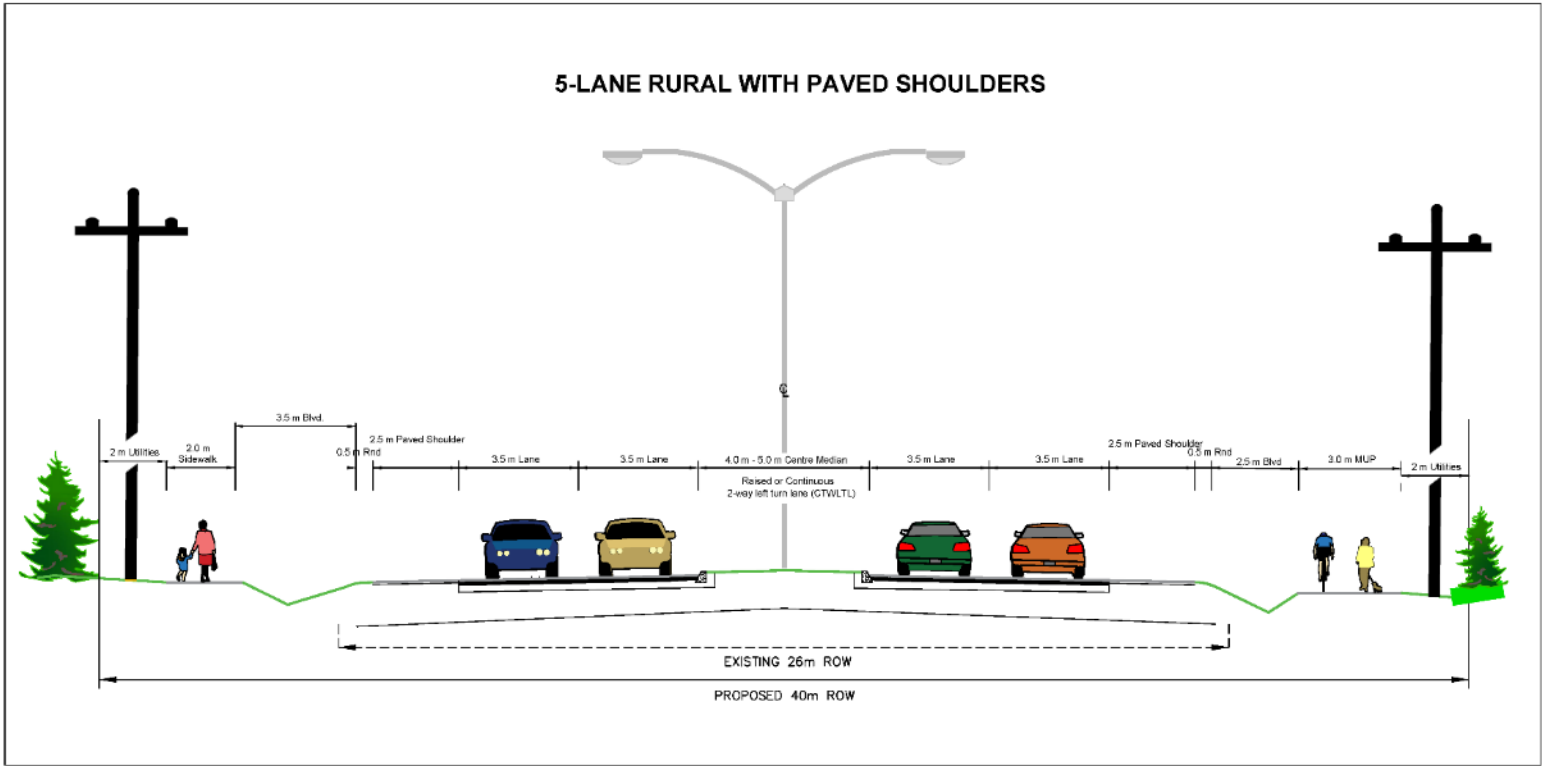 5-LANE RURAL WITH PAVED SHOULDERS
℄
3.5 m Blvd.
2.5 m Paved Shoulder
2.5 m Paved Shoulder
2 m Utilities
2.0 m
Sidewalk
0.5 m Rnd
3.5 m Lane
3.5 m Lane
4.0 m - 5.0 m Centre Median
3.5 m Lane
3.5 m Lane
0.5 m Rnd
2.5 m Blvd
3.0 m MUP
2 m Utilities
Raised or Continuous
2-way left turn lane (CTWLTL)
EXISTING 26m ROW
PROPOSED 40m ROW